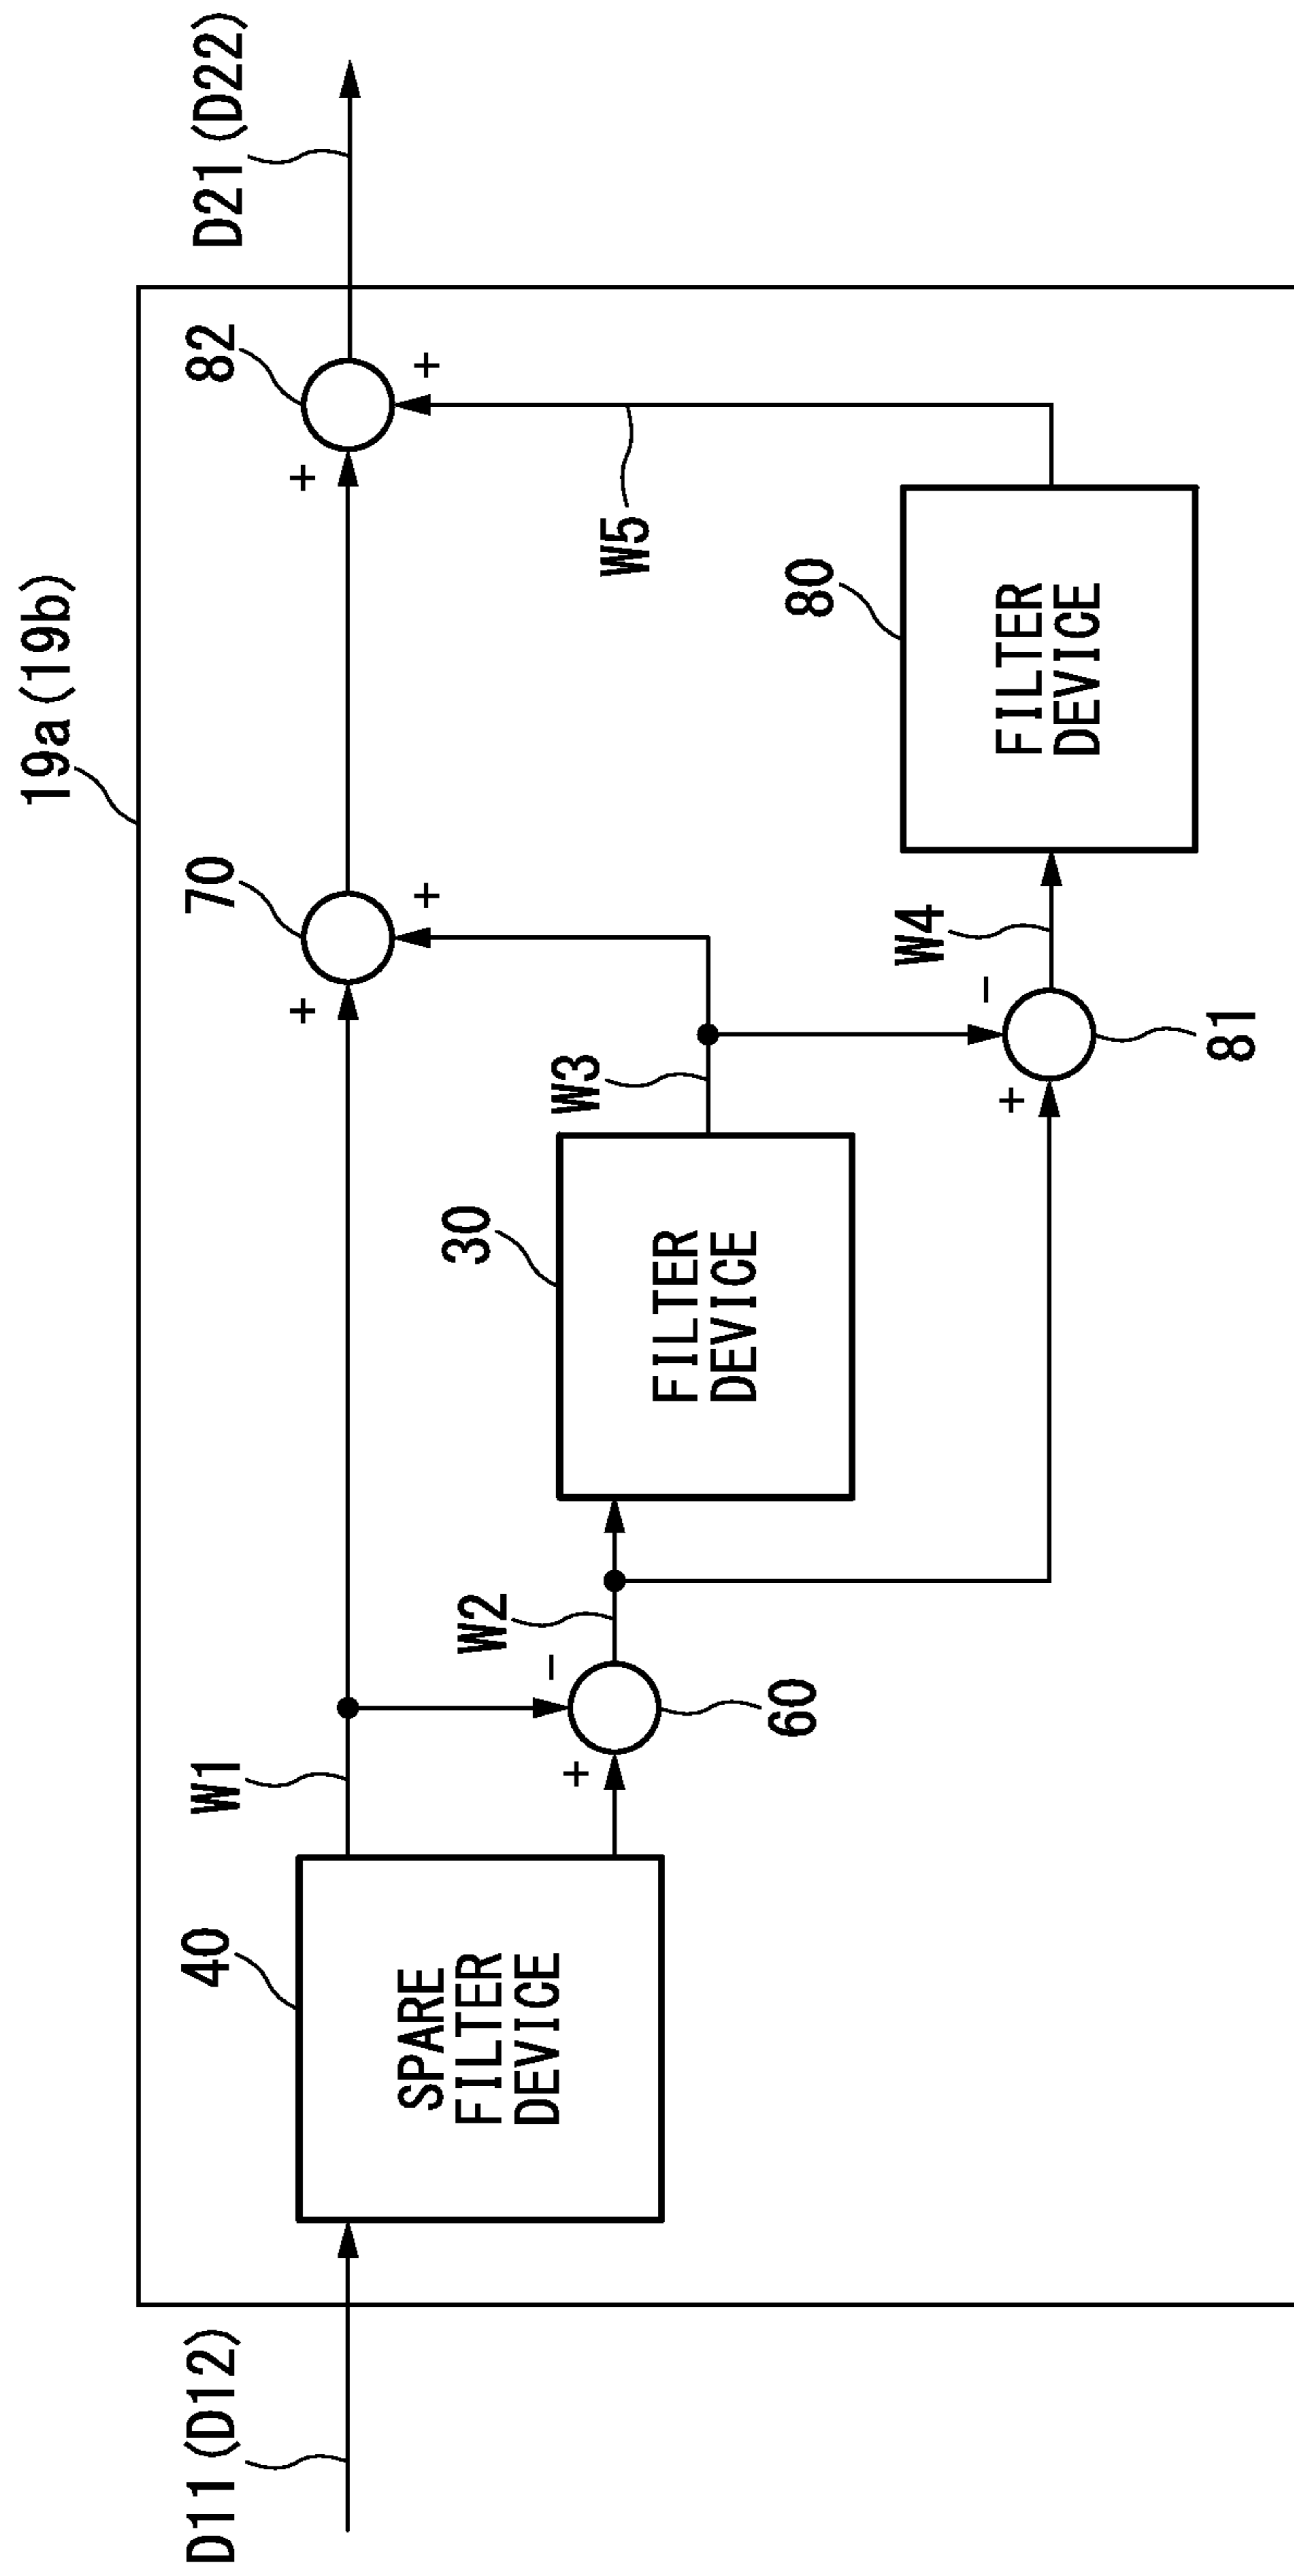 19a(19b)
D11(D12)
40
SPARE
FILTER
DEVICE
W1
-
+
60
W2
30
FILTER
DEVICE
W3
+
+
70
-
+
81
W4
80
FILTER
DEVICE
W5
+
+
82
D21(D22)